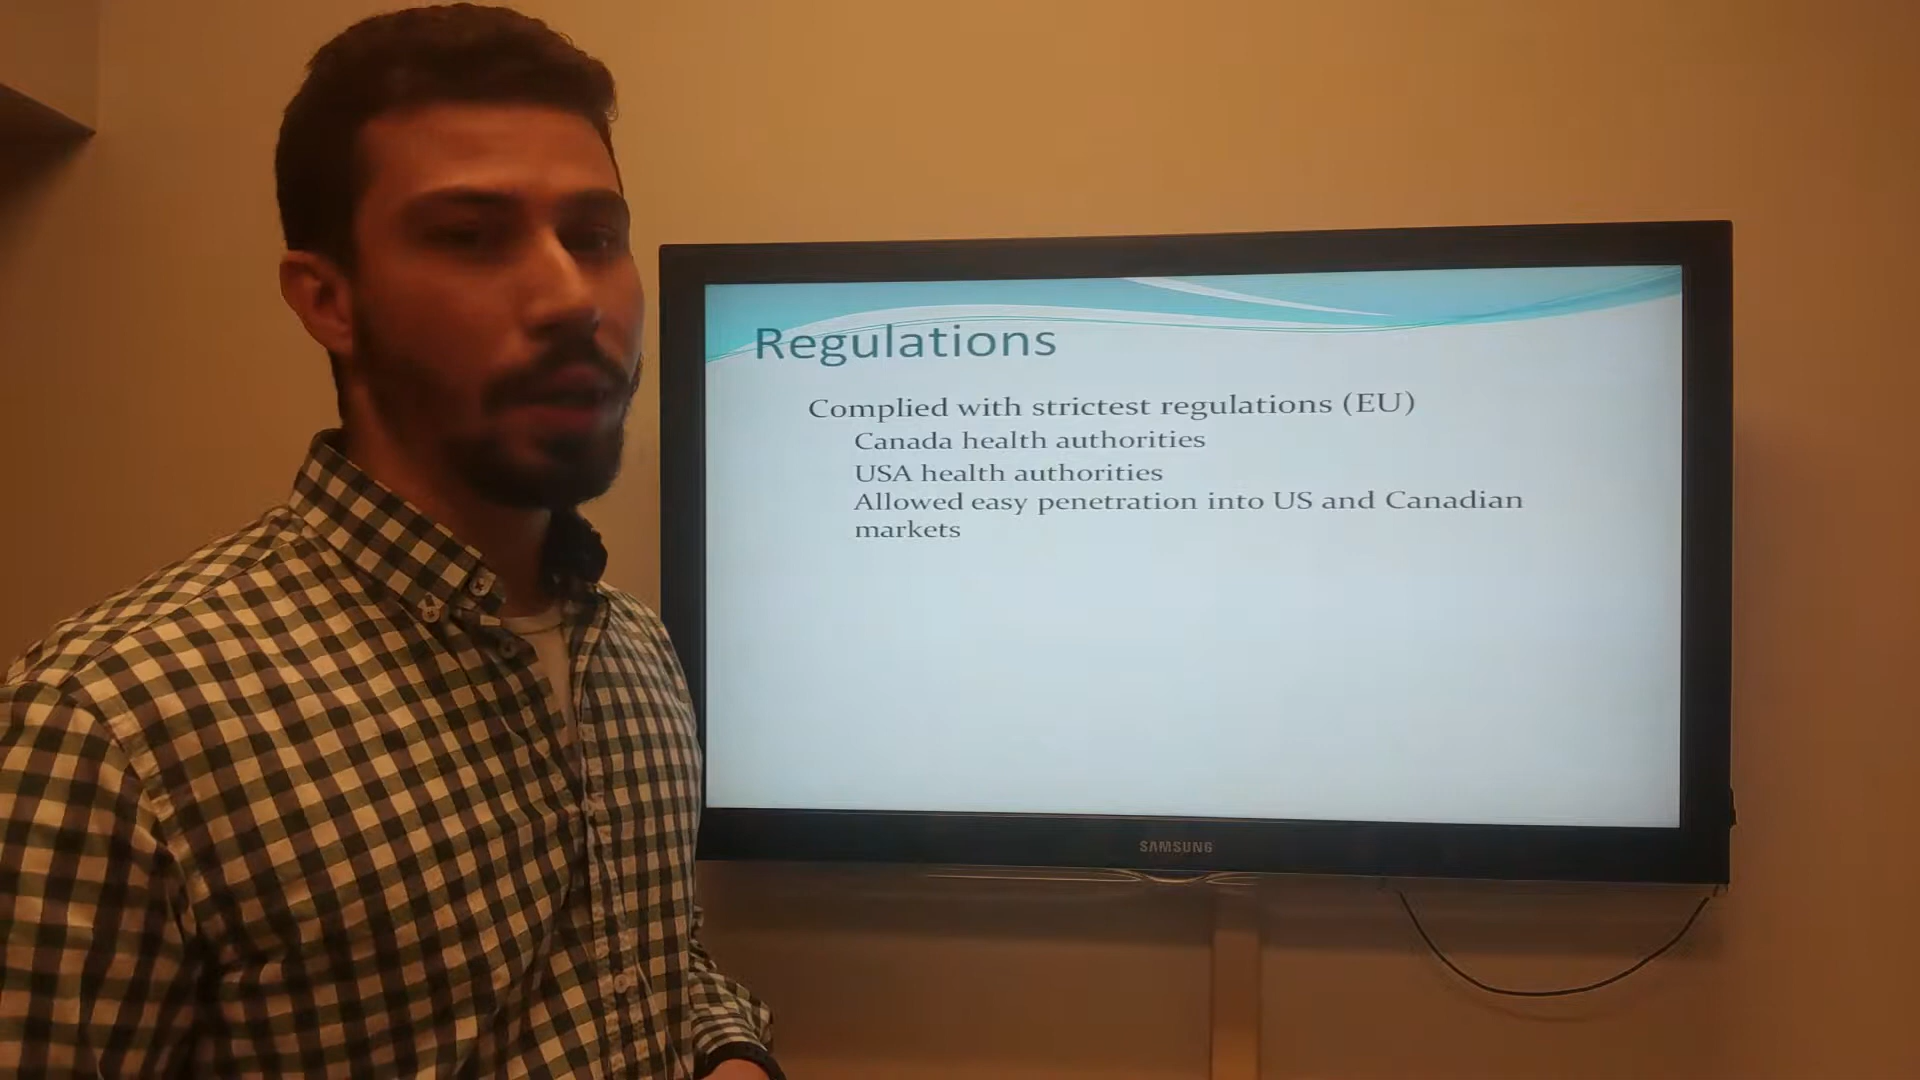 Regulations
Complied with strictest regulations (EU)
Canada health authorities
USA health authorities
Allowed easy penetration into US and Canadian
markets
SAMSUNG